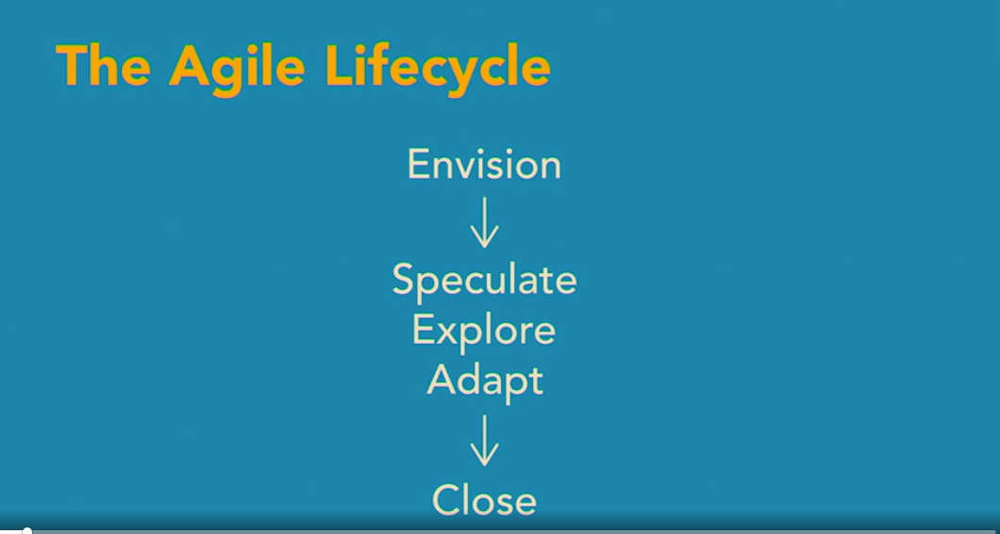 The Agile Lifecycle
Envision
Speculate
Explore
Adapt
Close